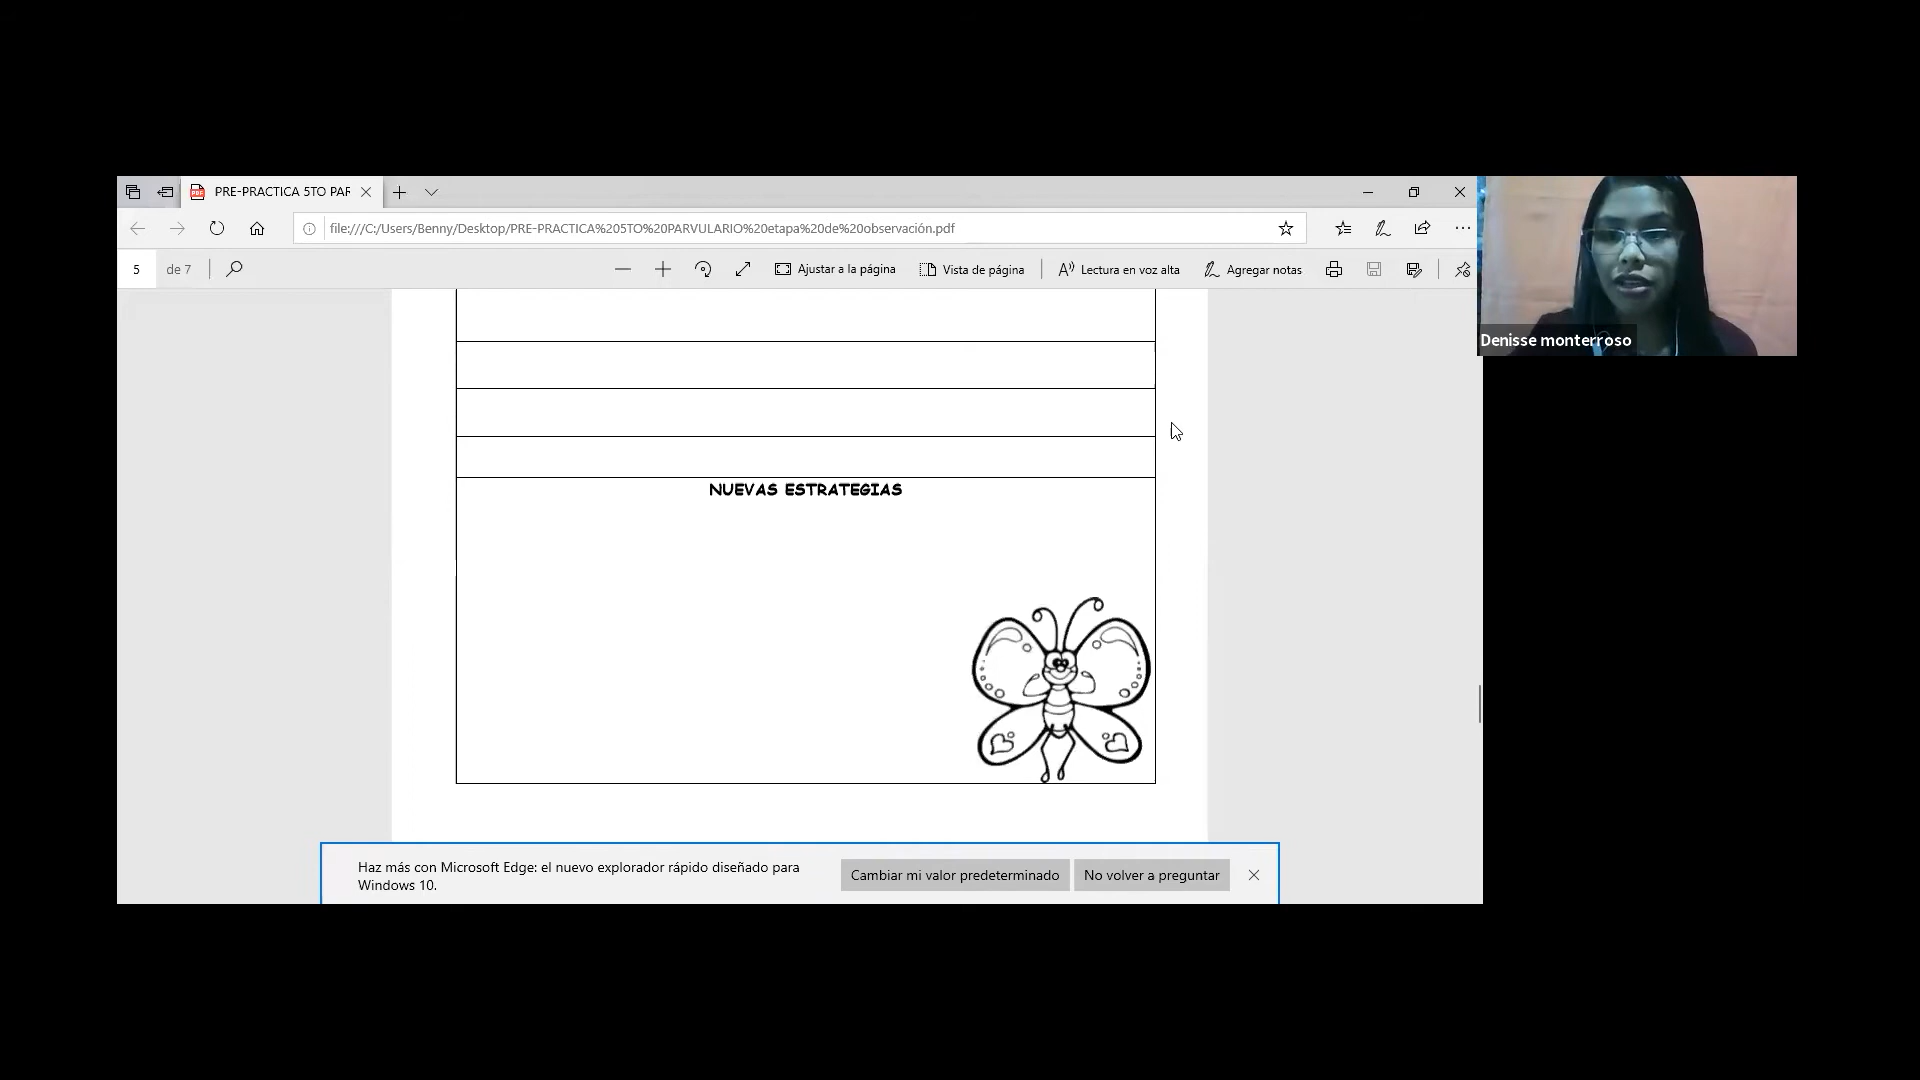 PRE-PRACTICA 5TO PAR
file:///C:/Users/Benny/Desktop/PRE-PRACTICA%205TO%20PARVULARIO%20etapa%20de%20observación.pdf
5 de 7 Ajustar a la página Vista de página Lectura en voz alta Agregar notas
Denisse monterroso
NUEVAS ESTRATEGIAS
Haz más con Microsoft Edge: el nuevo explorador rápido diseñado para
Windows 10.
Cambiar mi valor predeterminado No volver a preguntar